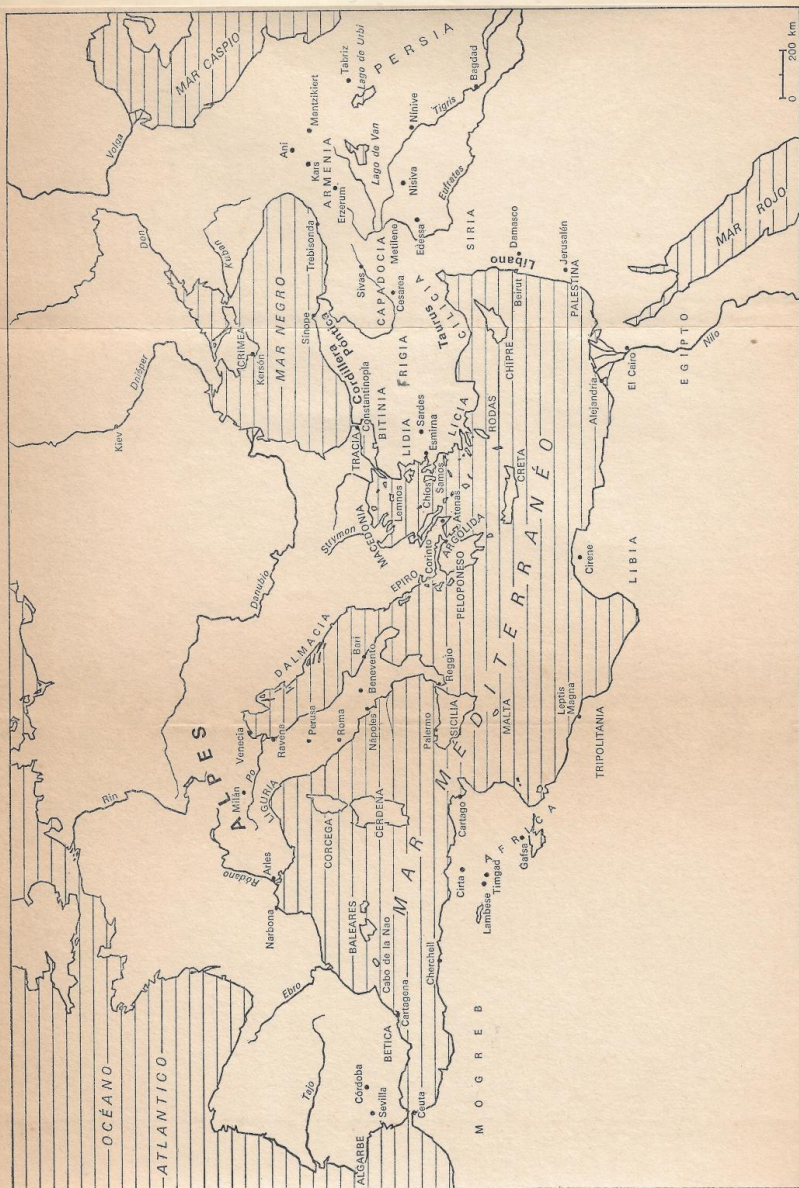 OCÉANO
ATLANTICO
ALGARBE
Tajo
Córdoba
Sevilla
BETICA
Ceuta
MOGREB
Ebro
Cartagena
Cabo de la Nao
BALEARES
Cherchell
Narbona
Arles
Ródano
Rin
ALPES
Milán
Po
LIGURIA
Venecia
Ravena
Perusa
Roma
CORCEGA
CERDEÑA
Nápoles
Benevento
Bari
DALMACIA
Palermo
SICILIA
Reggio
MALTA
Cirta
Cartago
Lambese
Timgad
AFRICA
Gafsa
TRIPOLITANIA
Leptis
Magna
MAR MEDITERRANÉO
Danubio
EPIRO
MACEDONIA
Strymon
TRACIA
Constantinopla
Lemnos
Chios
Samos
Corinto
Atenas
ARGOLIDA
PELOPONESO
CRETA
RODAS
CHIPRE
Cirene
LIBIA
Kiev
Dniéper
Don
Kuban
Volga
MAR CASPIO
CRIMEA
Kersón
MAR NEGRO
Sínope
Trebisonda
Cordillera
Póntica
BITINIA
LIDIA
Sardes
Esmirna
FRIGIA
LICIA
CAPADOCIA
Sivas
Cesarea
Metilene
Taurus
CILICIA
Ani
Kars
Mantzikiert
ARMENIA
Erzerum
Lago de Van
Tabriz
Lago de Urbi
PERSIA
Nínive
Nisiva
Edessa
Tigris
Eufrates
Bagdad
SIRIA
Líbano
Damasco
Beirut
Jerusalén
PALESTINA
Alejandría
El Cairo
EGIPTO
Nilo
MAR ROJO
0 200 km